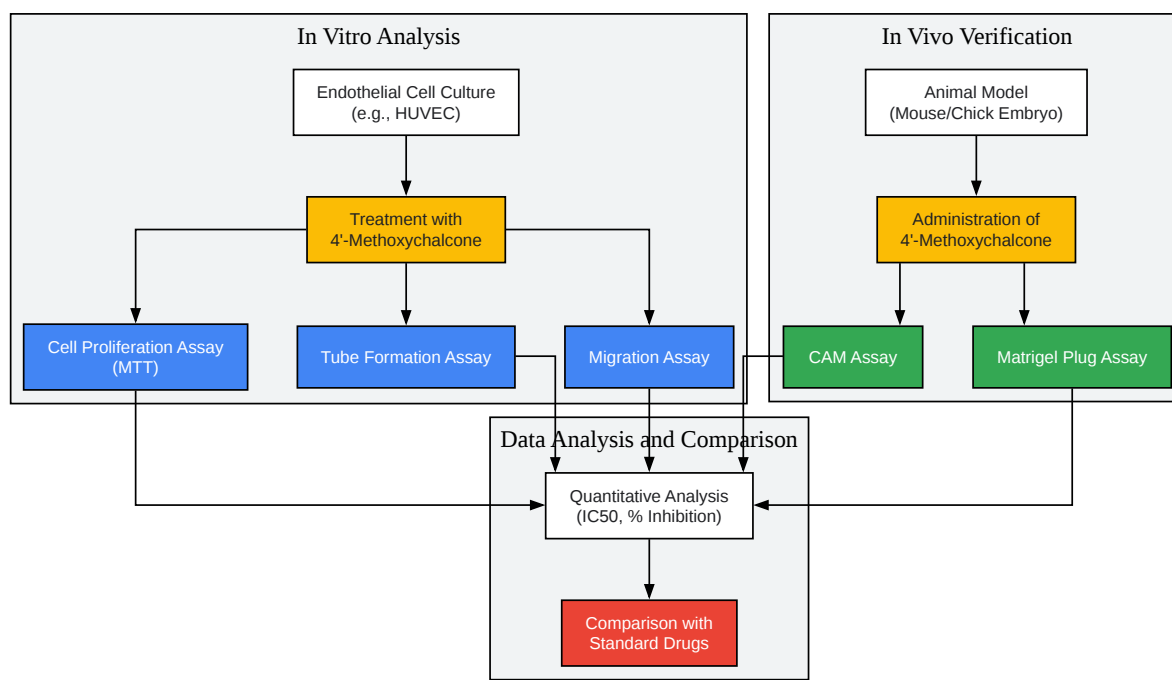 In Vitro Analysis
Endothelial Cell Culture
(e.g., HUVEC)
Treatment with
4'-Methoxychalcone
Cell Proliferation Assay
(MTT)
Tube Formation Assay
Migration Assay
In Vivo Verification
Animal Model
(Mouse/Chick Embryo)
Administration of
4'-Methoxychalcone
CAM Assay
Matrigel Plug Assay
Data Analysis and Comparison
Quantitative Analysis
(IC50, % Inhibition)
Comparison with
Standard Drugs